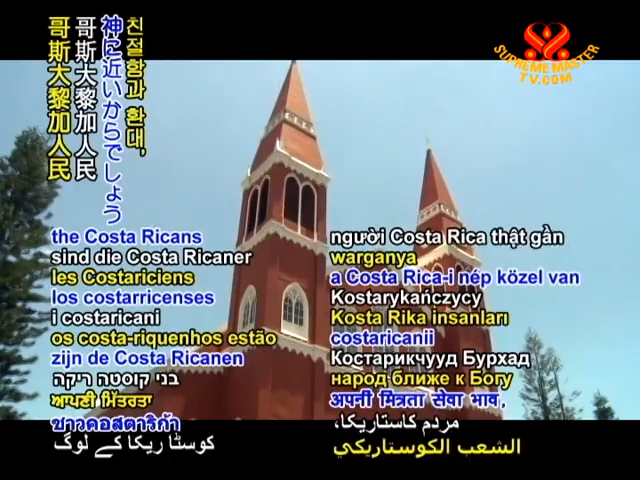 哥斯大黎加人民
哥斯大黎加人民
神に近いからでしょう
친절함과 환대,
SUPREME MASTER
TV.COM
the Costa Ricans
sind die Costa Ricaner
les Costariciens
los costarricenses
i costaricani
os costa-riquenhos estão
zijn de Costa Ricanen
בני קוסטה ריקה
ਆਪਣੀ ਮਿੱਤਰਤਾ
ชาวคอสตาริก้า
کوسٹا ریکا کے لوگ
người Costa Rica thật gần
warganya
a Costa Rica-i nép közel van
Kostarykańczycy
Kosta Rika insanları
costaricanii
Костарикчууд Бурхад
народ ближе к Богу
अपनी मित्रता सेवा भाव,
مردم کاستاریکا،
الشعب الكوستاريكي